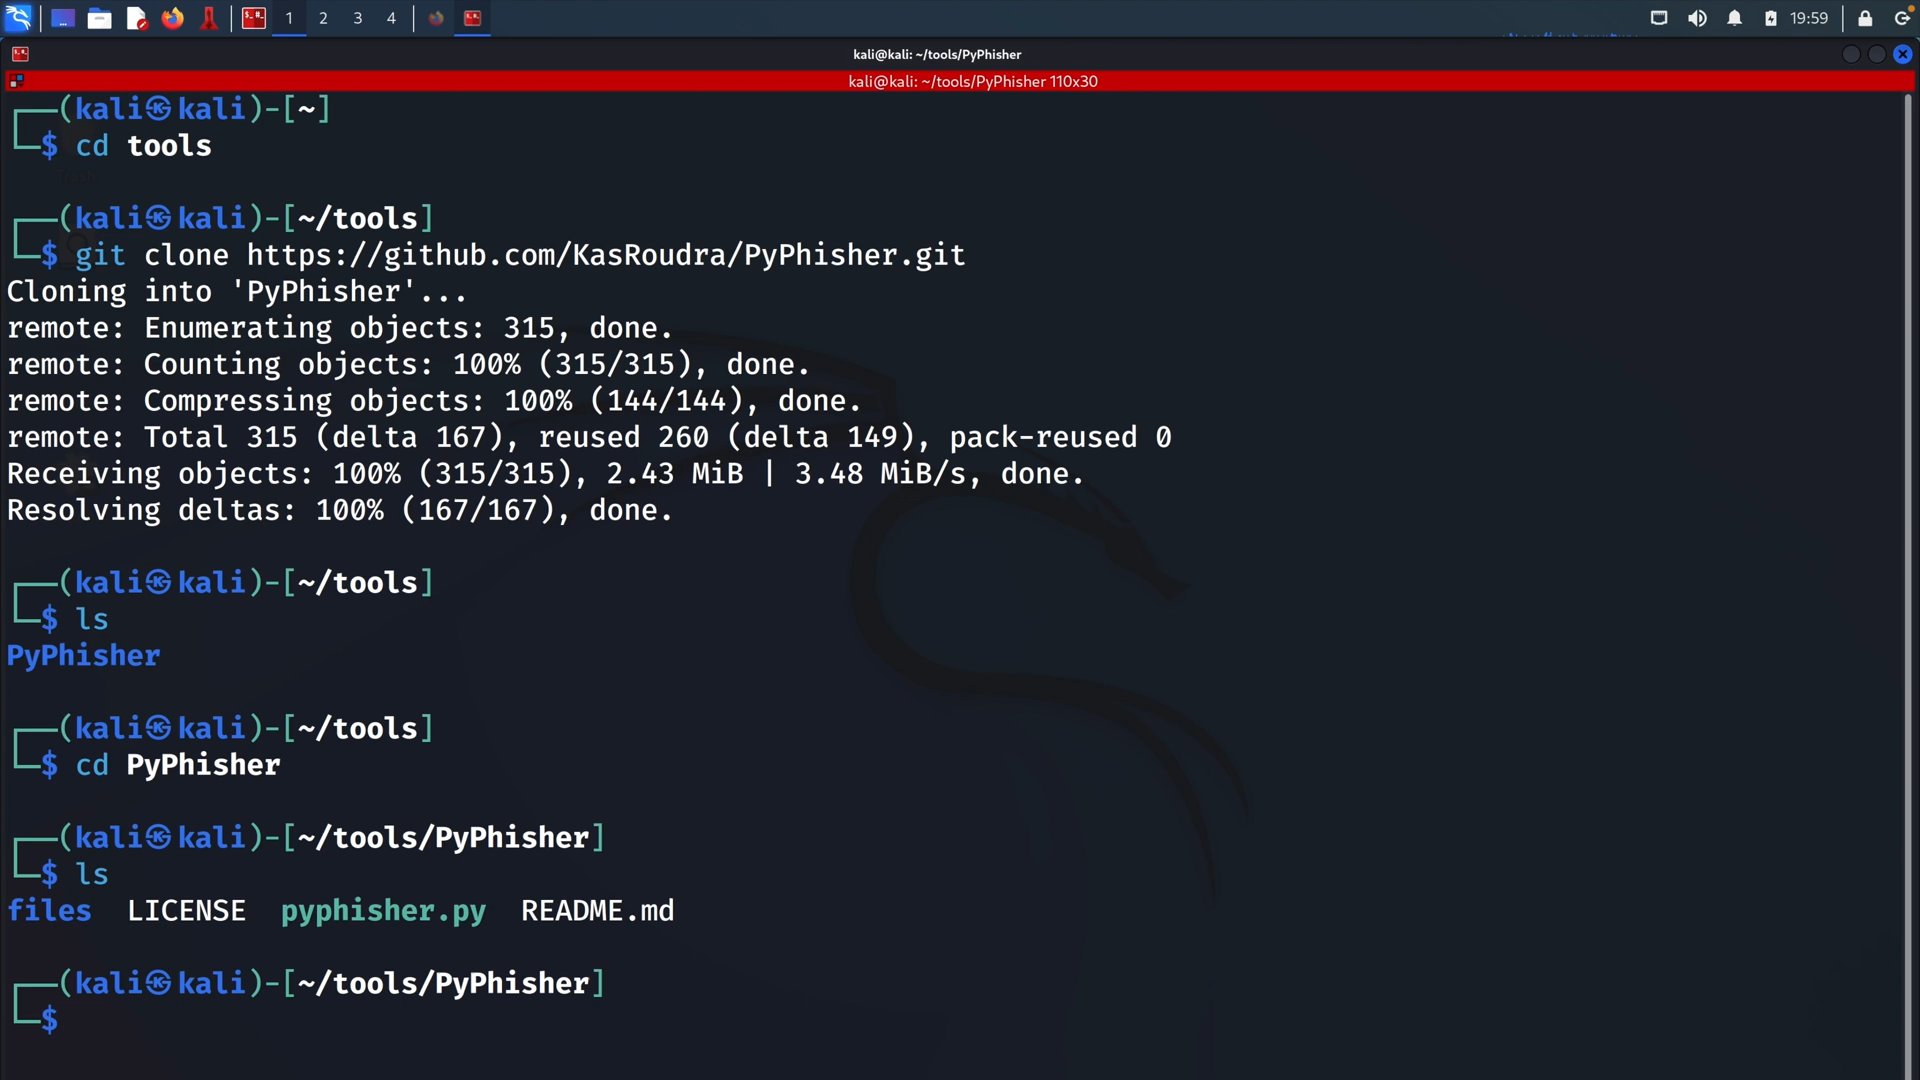 1 2 3 4
19:59
kali@kali: ~/tools/PyPhisher
kali@kali: ~/tools/PyPhisher 110x30
┌──(kali㉿kali)-[~]
└─$ cd tools
┌──(kali㉿kali)-[~/tools]
└─$ git clone https://github.com/KasRoudra/PyPhisher.git
Cloning into 'PyPhisher'...
remote: Enumerating objects: 315, done.
remote: Counting objects: 100% (315/315), done.
remote: Compressing objects: 100% (144/144), done.
remote: Total 315 (delta 167), reused 260 (delta 149), pack-reused 0
Receiving objects: 100% (315/315), 2.43 MiB | 3.48 MiB/s, done.
Resolving deltas: 100% (167/167), done.
┌──(kali㉿kali)-[~/tools]
└─$ ls
PyPhisher
┌──(kali㉿kali)-[~/tools]
└─$ cd PyPhisher
┌──(kali㉿kali)-[~/tools/PyPhisher]
└─$ ls
files LICENSE pyphisher.py README.md
┌──(kali㉿kali)-[~/tools/PyPhisher]
└─$